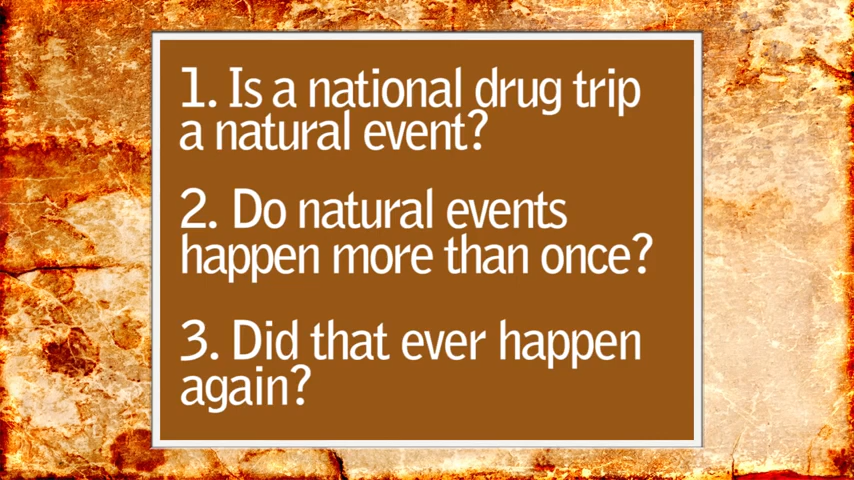 1. Is a national drug trip
a natural event?
2. Do natural events
happen more than once?
3. Did that ever happen
again?